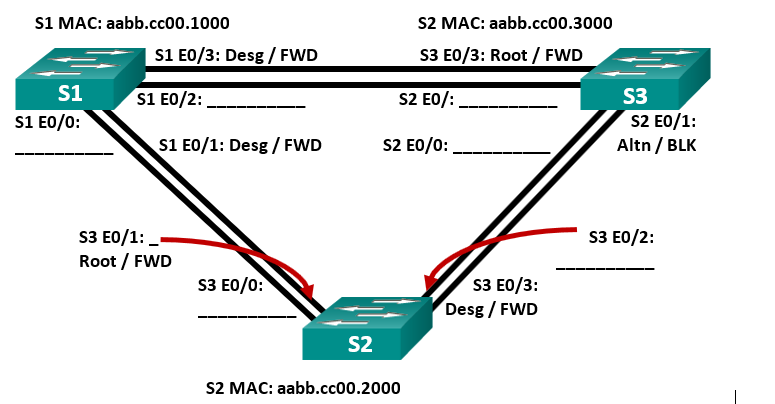 S1 MAC: aabb.cc00.1000
S2 MAC: aabb.cc00.3000
S1 E0/3: Desg / FWD
S3 E0/3: Root / FWD
S1
S1 E0/2: __________
S2 E0/: __________
S3
S1 E0/0:
__________
S1 E0/1: Desg / FWD
S2 E0/0: __________
S2 E0/1:
Altn / BLK
S3 E0/1: _
Root / FWD
S3 E0/2:
__________
S3 E0/0:
__________
S3 E0/3:
Desg / FWD
S2
S2 MAC: aabb.cc00.2000